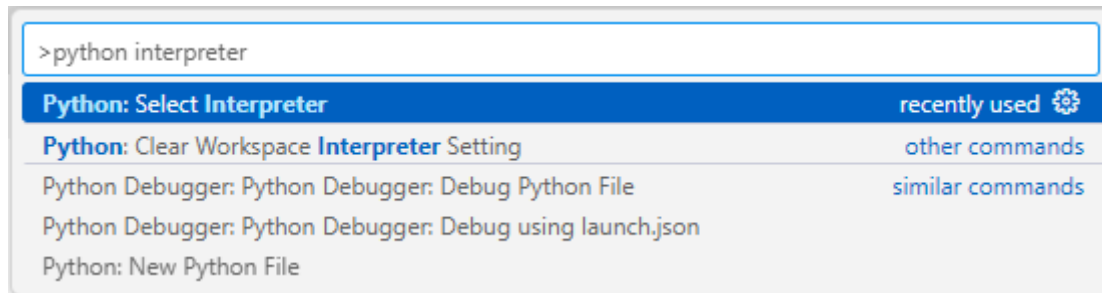 >python interpreter
Python: Select Interpreter recently used
Python: Clear Workspace Interpreter Setting other commands
Python Debugger: Python Debugger: Debug Python File similar commands
Python Debugger: Python Debugger: Debug using launch.json
Python: New Python File